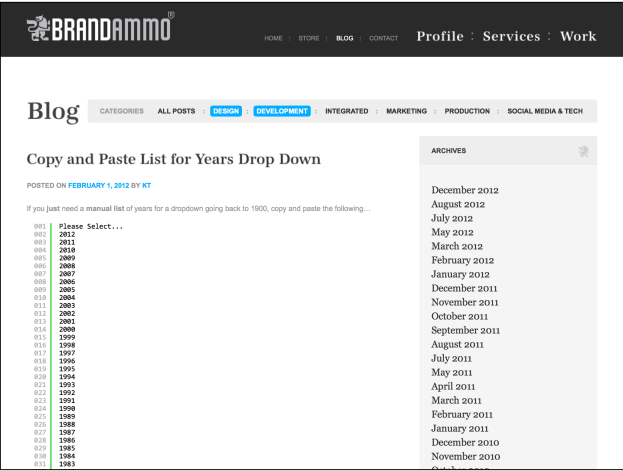 BRANDAMMO®
HOME : STORE : BLOG : CONTACT Profile : Services : Work
Blog CATEGORIES ALL POSTS : DESIGN : DEVELOPMENT : INTEGRATED : MARKETING : PRODUCTION : SOCIAL MEDIA & TECH
Copy and Paste List for Years Drop Down
POSTED ON FEBRUARY 1, 2012 BY KT
If you just need a manual list of years for a dropdown going back to 1900, copy and paste the following...
001 Please Select...
002 2012
003 2011
004 2010
005 2009
006 2008
007 2007
008 2006
009 2005
010 2004
011 2003
012 2002
013 2001
014 2000
015 1999
016 1998
017 1997
018 1996
019 1995
020 1994
021 1993
022 1992
023 1991
024 1990
025 1989
026 1988
027 1987
028 1986
029 1985
030 1984
031 1983
ARCHIVES
December 2012
August 2012
July 2012
May 2012
March 2012
February 2012
January 2012
December 2011
November 2011
October 2011
September 2011
August 2011
July 2011
May 2011
April 2011
March 2011
February 2011
January 2011
December 2010
November 2010
October 2010